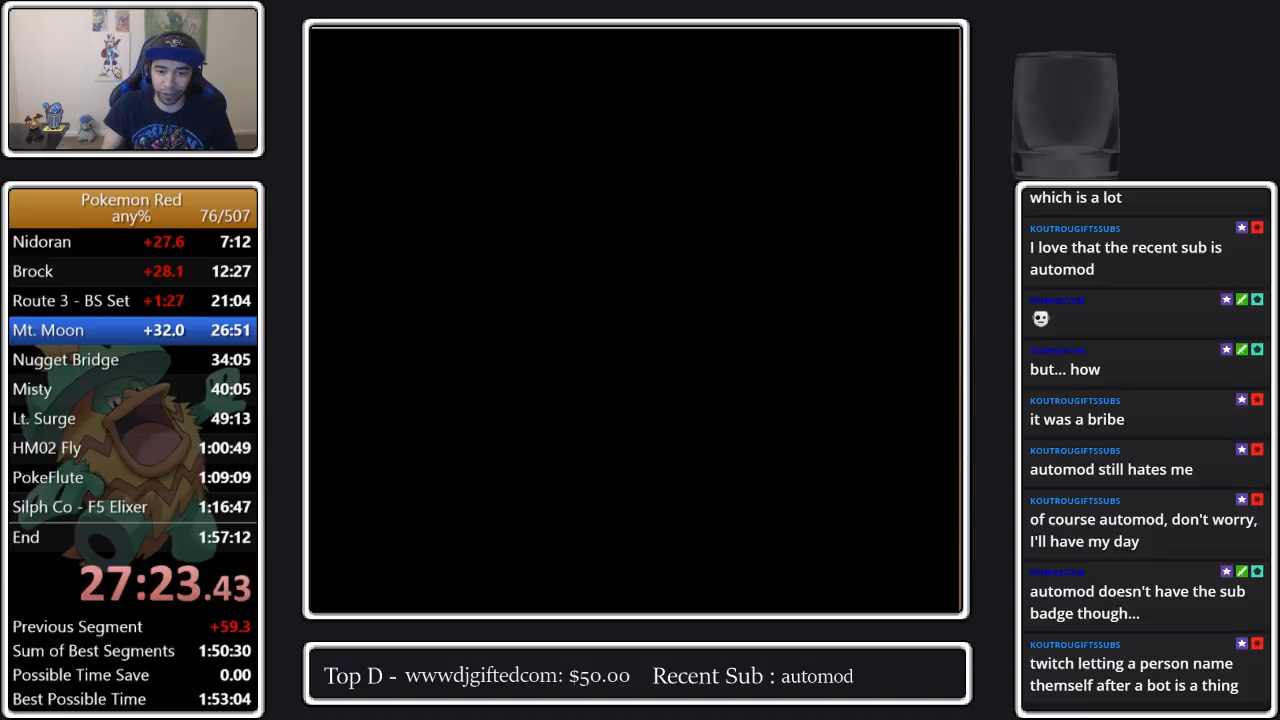 Pokemon Red
any% 76/507
Nidoran +27.6 7:12
Brock +28.1 12:27
Route 3 - BS Set +1:27 21:04
Mt. Moon +32.0 26:51
Nugget Bridge 34:05
Misty 40:05
Lt. Surge 49:13
HM02 Fly 1:00:49
PokeFlute 1:09:09
Silph Co - F5 Elixer 1:16:47
End 1:57:12
27:23.43
Previous Segment +59.3
Sum of Best Segments 1:50:30
Possible Time Save 0.00
Best Possible Time 1:53:04
Top D - wwwdjgiftedcom: $50.00 Recent Sub : automod
which is a lot
KOUTROUGIFTSSUBS
I love that the recent sub is
automod
but... how
KOUTROUGIFTSSUBS
it was a bribe
KOUTROUGIFTSSUBS
automod still hates me
KOUTROUGIFTSSUBS
of course automod, don't worry,
I'll have my day
automod doesn't have the sub
badge though...
KOUTROUGIFTSSUBS
twitch letting a person name
themself after a bot is a thing